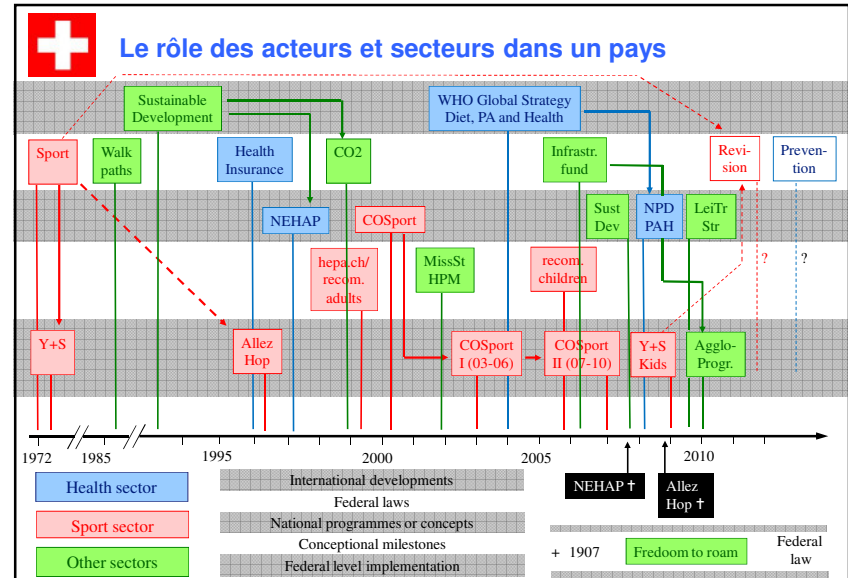 Le rôle des acteurs et secteurs dans un pays
Sustainable
Development
WHO Global Strategy
Diet, PA and Health
Sport
Walk
paths
Health
Insurance
CO2
Infrastr.
fund
Revi-
sion
Preven-
tion
NEHAP
COSport
Sust
Dev
NPD
PAH
LeiTr
Str
hepa.ch/
recom.
adults
MissSt
HPM
recom.
children
?
?
Y+S
Allez
Hop
COSport
I (03-06)
COSport
II (07-10)
Y+S
Kids
Agglo-
Progr.
1972
1985
1995
2000
2005
2010
NEHAP ✝
Allez
Hop ✝
Health sector
Sport sector
Other sectors
International developments
Federal laws
National programmes or concepts
Conceptional milestones
Federal level implementation
+ 1907
Fredoom to roam
Federal
law